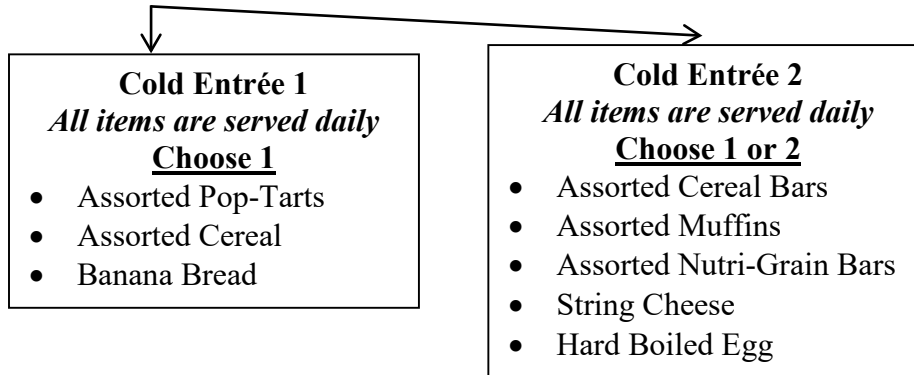 Cold Entrée 1
All items are served daily
Choose 1
• Assorted Pop-Tarts
• Assorted Cereal
• Banana Bread
Cold Entrée 2
All items are served daily
Choose 1 or 2
• Assorted Cereal Bars
• Assorted Muffins
• Assorted Nutri-Grain Bars
• String Cheese
• Hard Boiled Egg